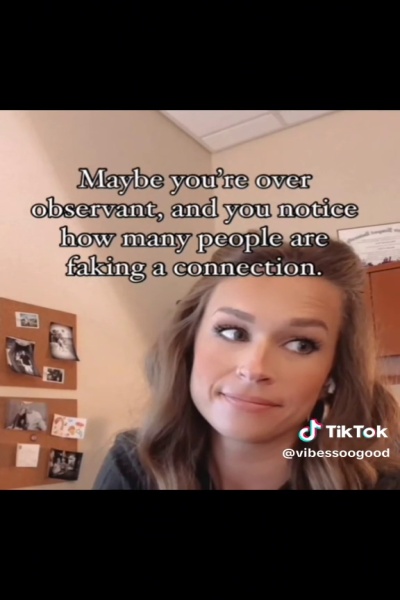 Maybe you're over
observant, and you notice
how many people are
faking a connection.
TikTok
@vibessoogood